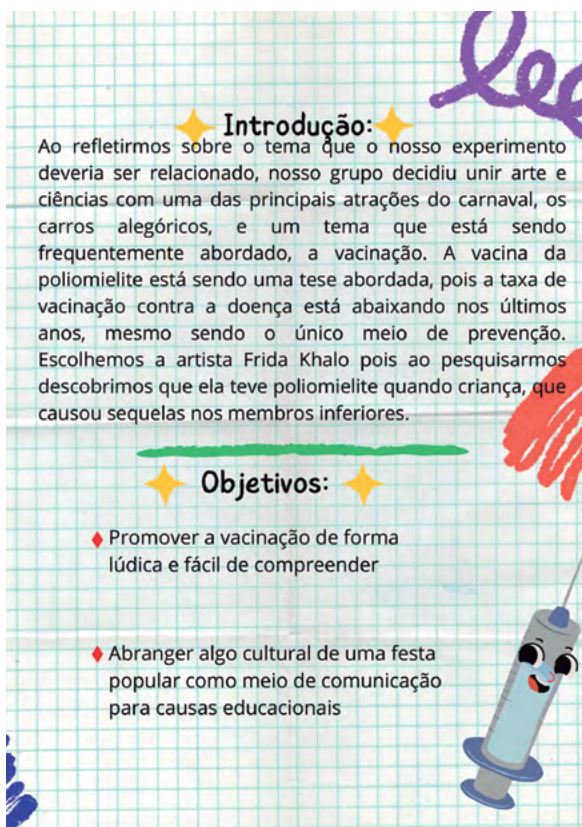 Introdução:
Ao refletirmos sobre o tema que o nosso experimento
deveria ser relacionado, nosso grupo decidiu unir arte e
ciências com uma das principais atrações do carnaval, os
carros alegóricos, e um tema que está sendo
frequentemente abordado, a vacinação. A vacina da
poliomielite está sendo uma tese abordada, pois a taxa de
vacinação contra a doença está abaixando nos últimos
anos, mesmo sendo o único meio de prevenção.
Escolhemos a artista Frida Khalo pois ao pesquisarmos
descobrimos que ela teve poliomielite quando criança, que
causou sequelas nos membros inferiores.
Objetivos:
Promover a vacinação de forma
lúdica e fácil de compreender
Abranger algo cultural de uma festa
popular como meio de comunicação
para causas educacionais